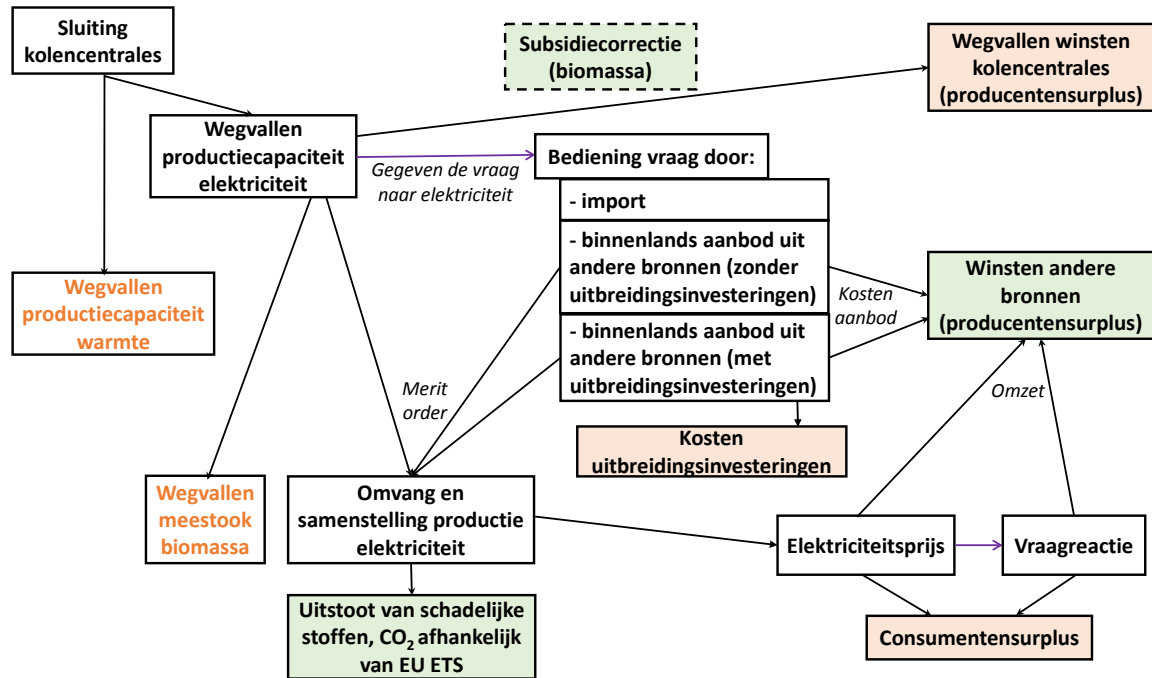 Sluiting
kolencentrales
Subsidiecorrectie
(biomassa)
Wegvallen winsten
kolencentrales
(producentensurplus)
Wegvallen
productiecapaciteit
elektriciteit
Gegeven de vraag
naar elektriciteit
Bediening vraag door:
- import
- binnenlands aanbod uit
andere bronnen (zonder
uitbreidingsinvesteringen)
- binnenlands aanbod uit
andere bronnen (met
uitbreidingsinvesteringen)
Kosten
aanbod
Winsten andere
bronnen
(producentensurplus)
Wegvallen
productiecapaciteit
warmte
Merit
order
Omzet
Kosten
uitbreidingsinvesteringen
Wegvallen
meestook
biomassa
Omvang en
samenstelling productie
elektriciteit
Elektriciteitsprijs
Vraagreactie
Uitstoot van schadelijke
stoffen, CO2 afhankelijk
van EU ETS
Consumentensurplus